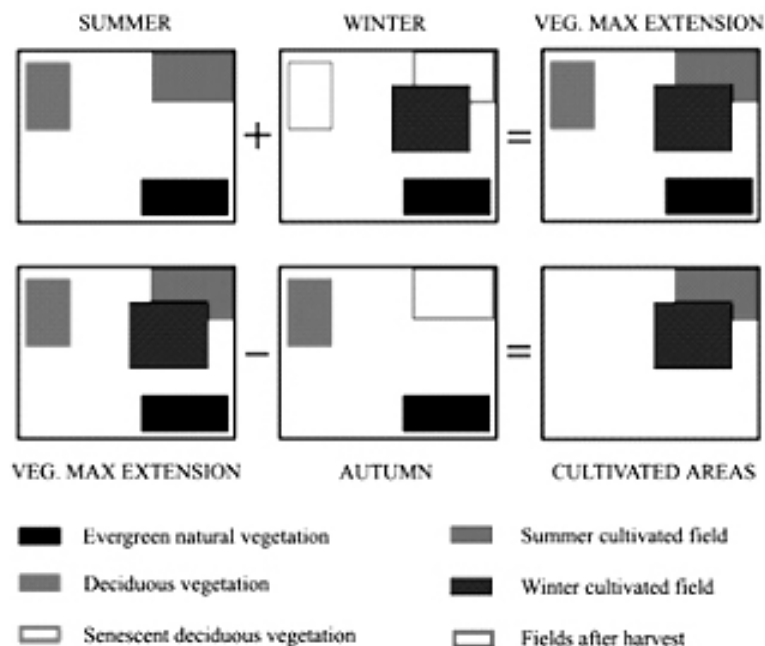 SUMMER WINTER VEG. MAX EXTENSION
+ =
− =
VEG. MAX EXTENSION AUTUMN CULTIVATED AREAS
Evergreen natural vegetation Summer cultivated field
Deciduous vegetation Winter cultivated field
Senescent deciduous vegetation Fields after harvest